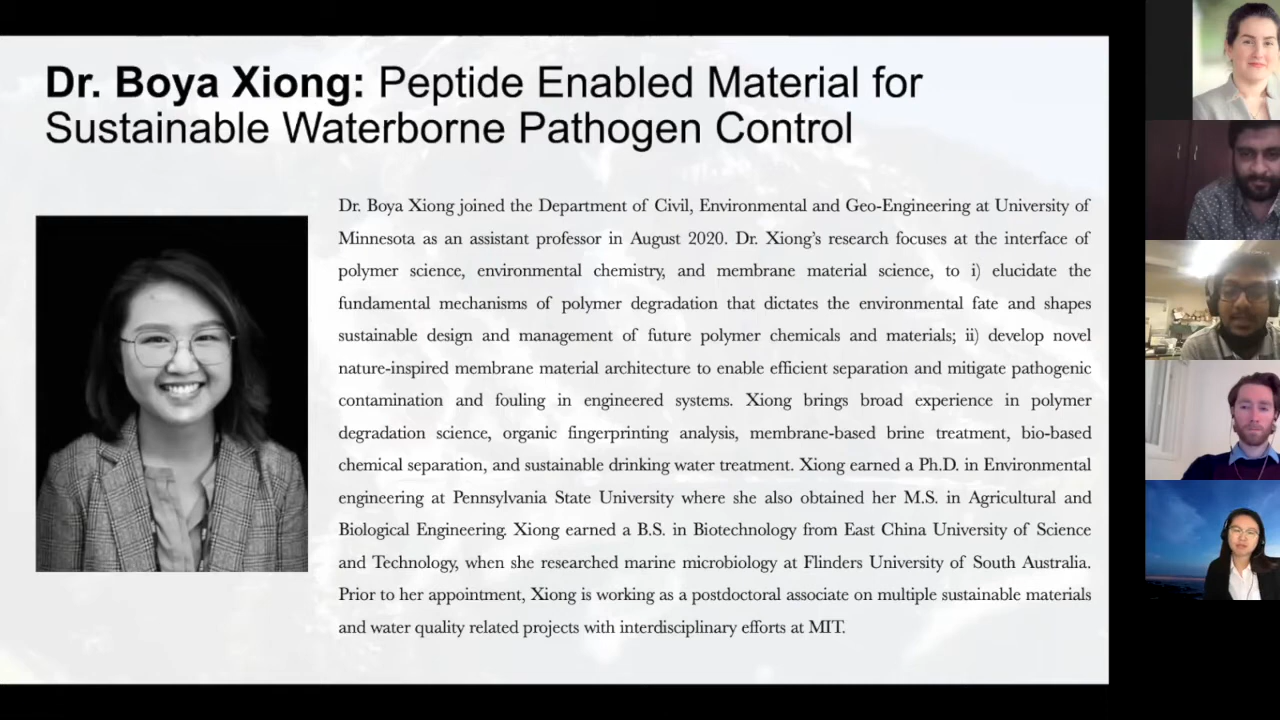 Dr. Boya Xiong: Peptide Enabled Material for
Sustainable Waterborne Pathogen Control
Dr. Boya Xiong joined the Department of Civil, Environmental and Geo-Engineering at University of
Minnesota as an assistant professor in August 2020. Dr. Xiong’s research focuses at the interface of
polymer science, environmental chemistry, and membrane material science, to i) elucidate the
fundamental mechanisms of polymer degradation that dictates the environmental fate and shapes
sustainable design and management of future polymer chemicals and materials; ii) develop novel
nature-inspired membrane material architecture to enable efficient separation and mitigate pathogenic
contamination and fouling in engineered systems. Xiong brings broad experience in polymer
degradation science, organic fingerprinting analysis, membrane-based brine treatment, bio-based
chemical separation, and sustainable drinking water treatment. Xiong earned a Ph.D. in Environmental
engineering at Pennsylvania State University where she also obtained her M.S. in Agricultural and
Biological Engineering. Xiong earned a B.S. in Biotechnology from East China University of Science
and Technology, when she researched marine microbiology at Flinders University of South Australia.
Prior to her appointment, Xiong is working as a postdoctoral associate on multiple sustainable materials
and water quality related projects with interdisciplinary efforts at MIT.